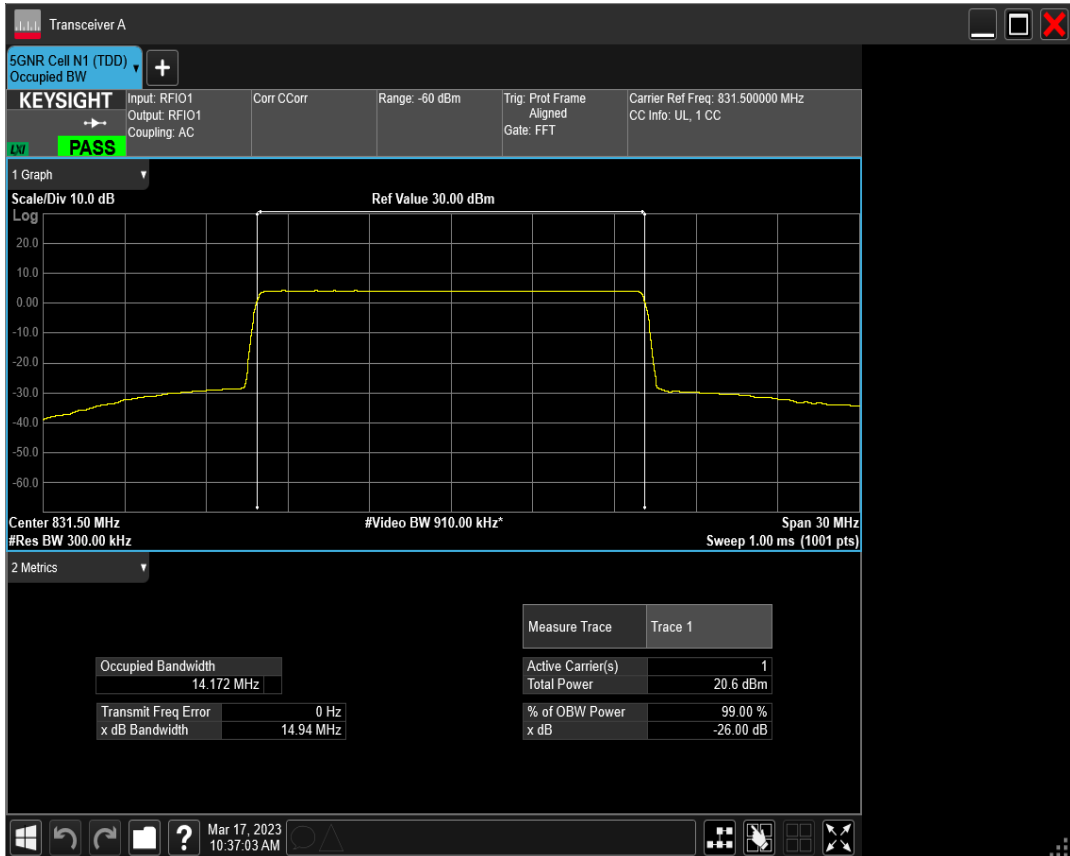 Transceiver A
5GNR Cell N1 (TDD)
Occupied BW
KEYSIGHT
LXI
PASS
Input: RFIO1
Output: RFIO1
Coupling: AC
Corr CCorr
Range: -60 dBm
Trig: Prot Frame
Aligned
Gate: FFT
Carrier Ref Freq: 831.500000 MHz
CC Info: UL, 1 CC
1 Graph
Scale/Div 10.0 dB
Ref Value 30.00 dBm
Log
20.0
10.0
0.00
-10.0
-20.0
-30.0
-40.0
-50.0
-60.0
Center 831.50 MHz
#Video BW 910.00 kHz*
Span 30 MHz
#Res BW 300.00 kHz
Sweep 1.00 ms (1001 pts)
2 Metrics
Measure Trace Trace 1
Occupied Bandwidth
14.172 MHz
Transmit Freq Error 0 Hz
x dB Bandwidth 14.94 MHz
Active Carrier(s) 1
Total Power 20.6 dBm
% of OBW Power 99.00 %
x dB -26.00 dB
?
Mar 17, 2023
10:37:03 AM